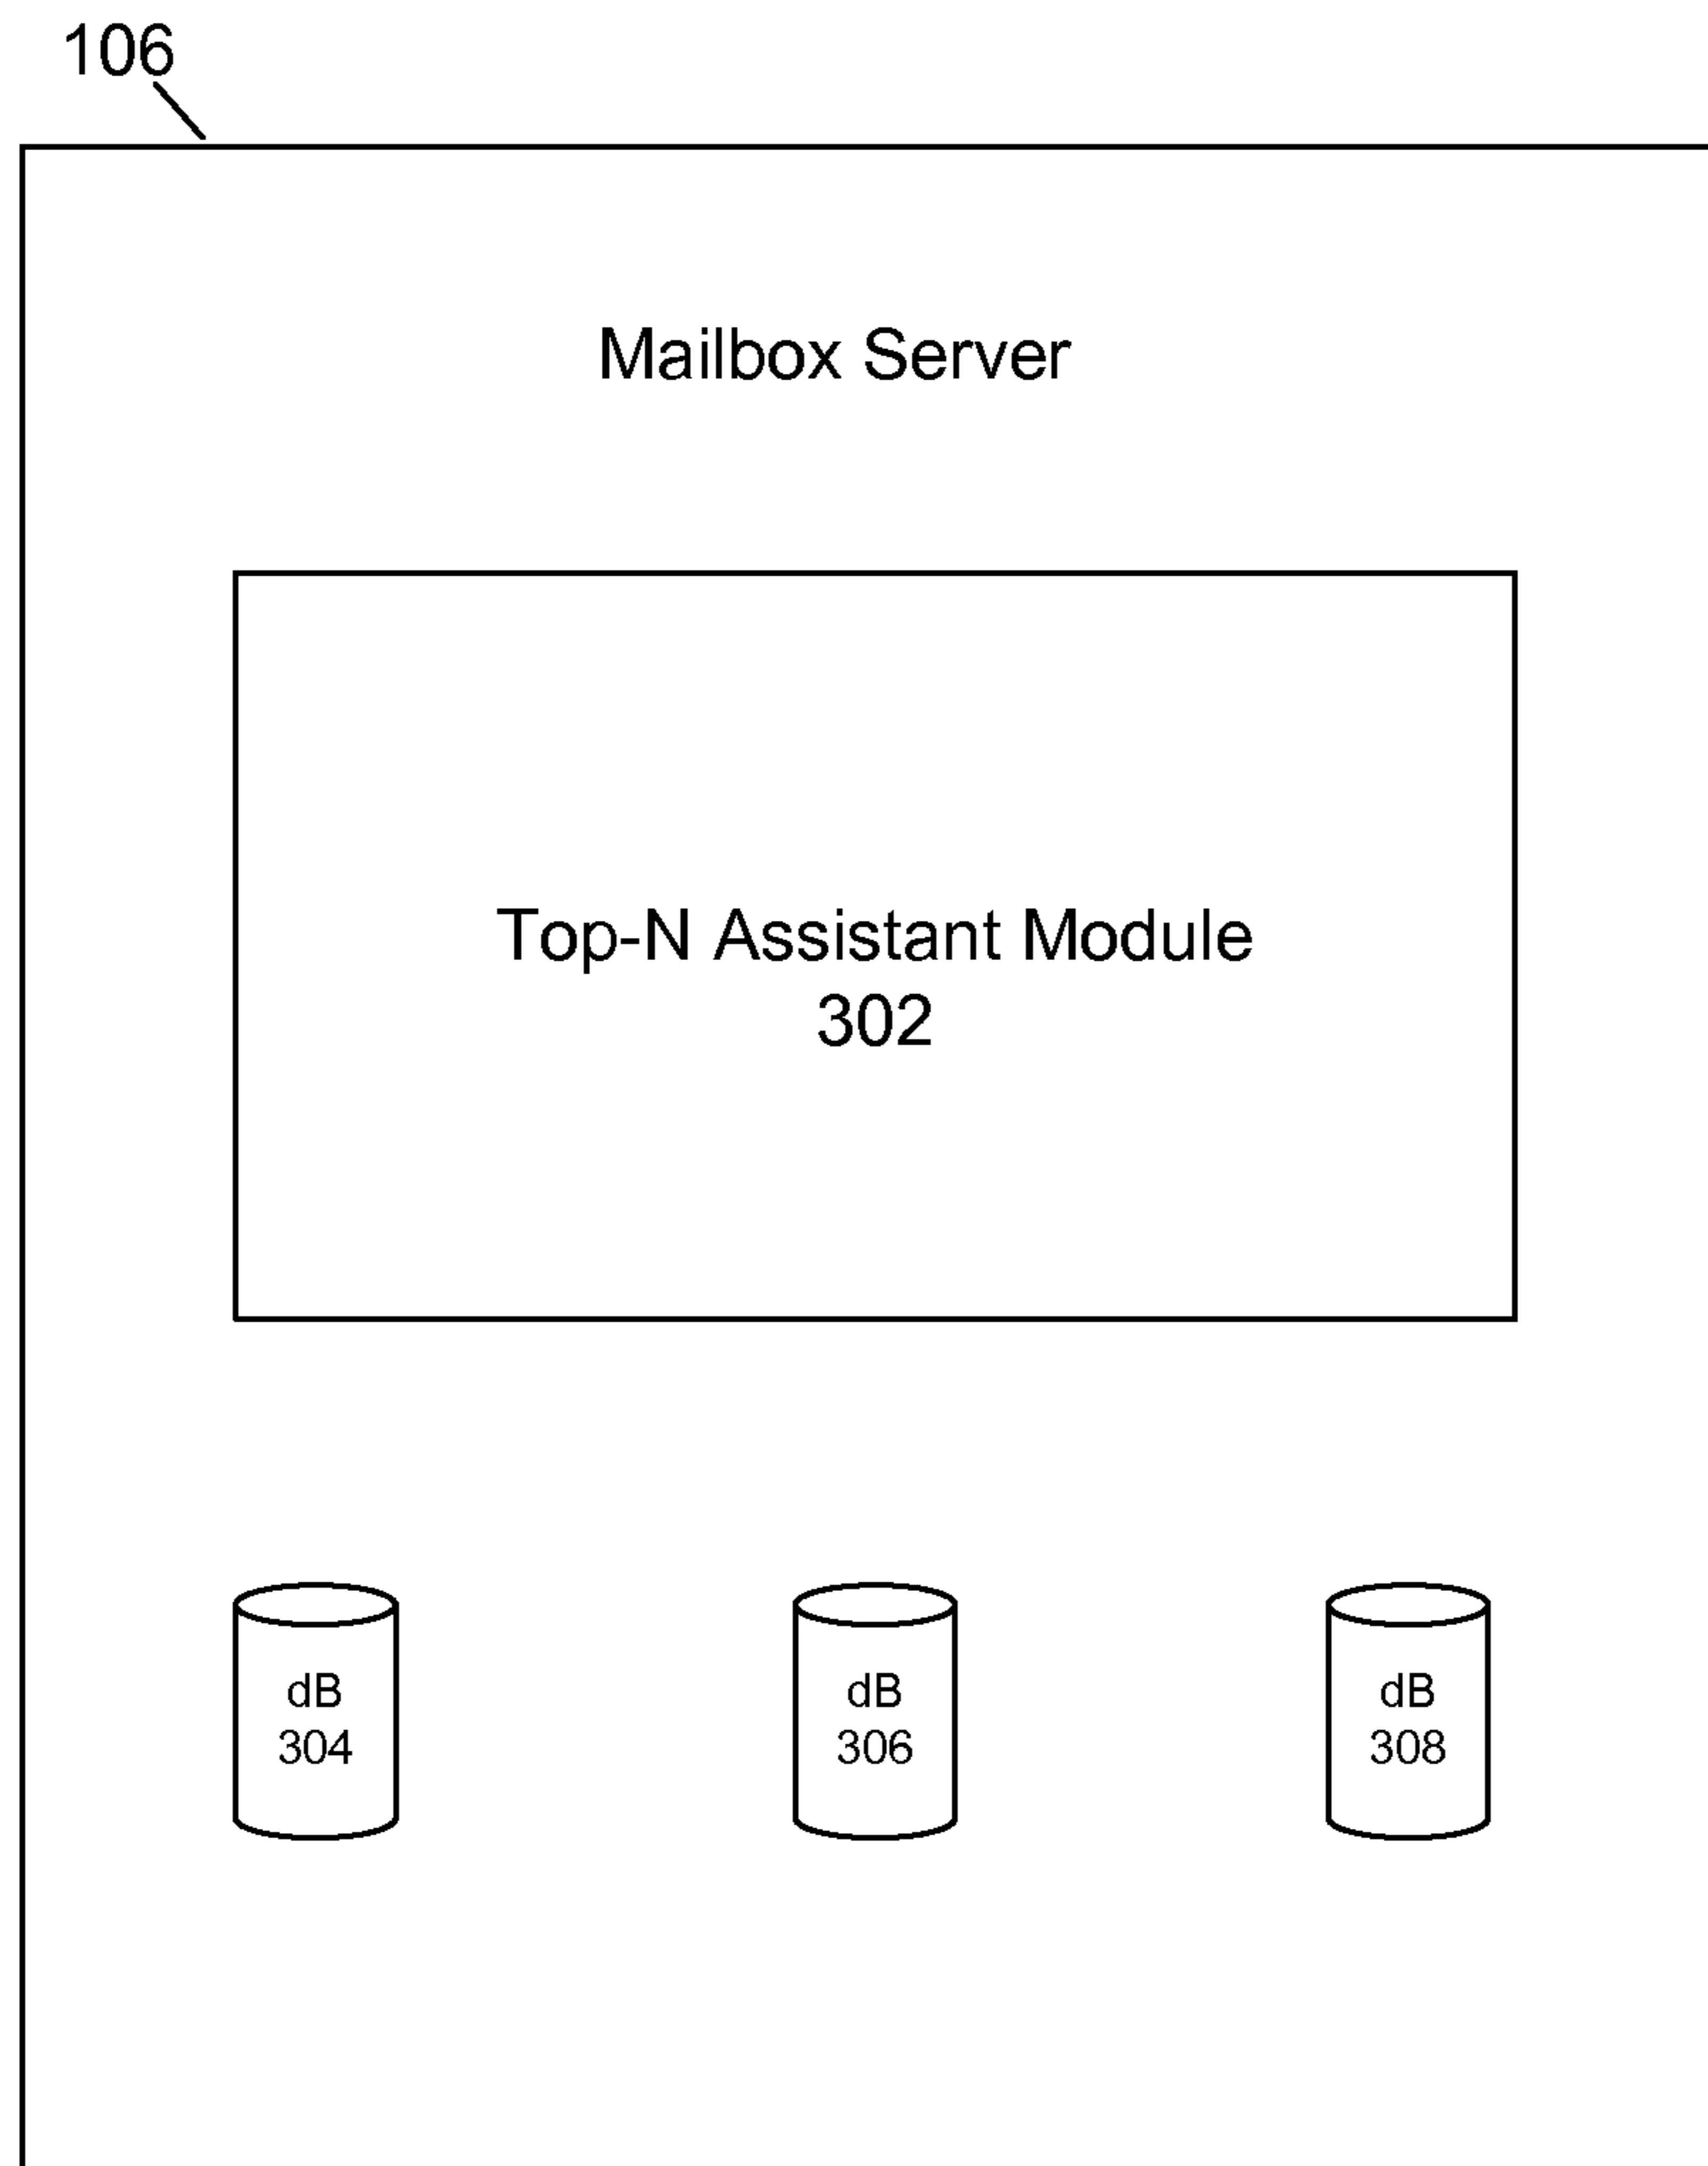 106
Mailbox Server
Top-N Assistant Module
302
dB
304
dB
306
dB
308